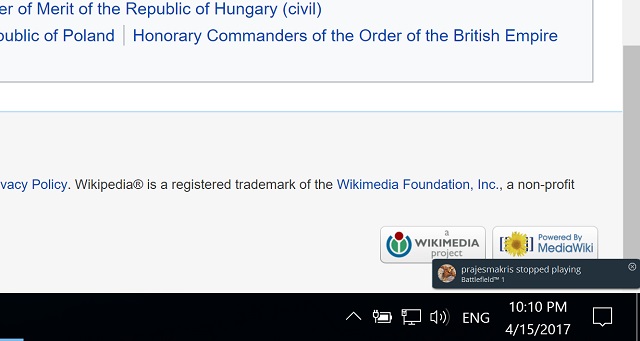 er of Merit of the Republic of Hungary (civil)
public of Poland | Honorary Commanders of the Order of the British Empire
vacy Policy. Wikipedia® is a registered trademark of the Wikimedia Foundation, Inc., a non-profit
a
WIKIMEDIA
project
Powered By
MediaWiki
prajesmakris stopped playing
Battlefield™ 1
ENG
10:10 PM
4/15/2017